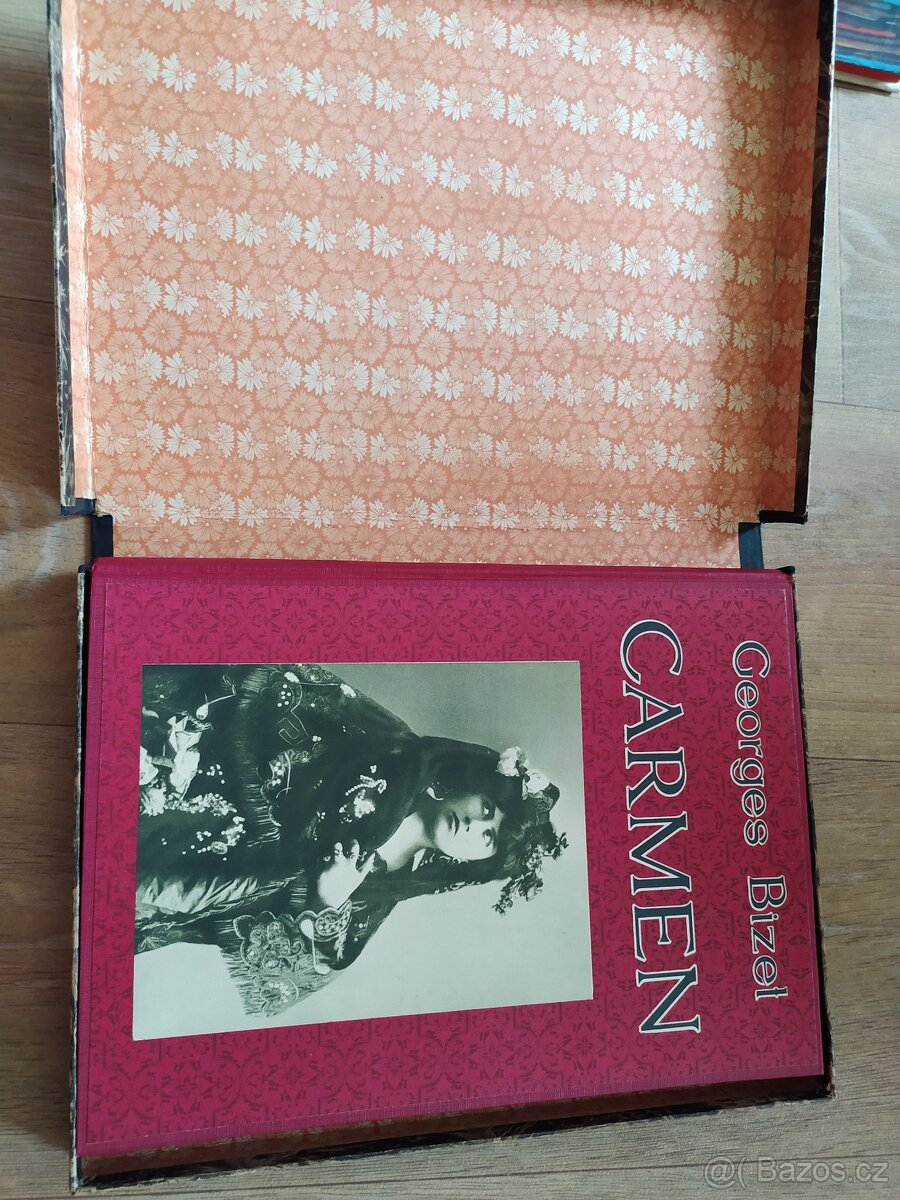 Georges Bizet
CARMEN
@( Bazos.cz